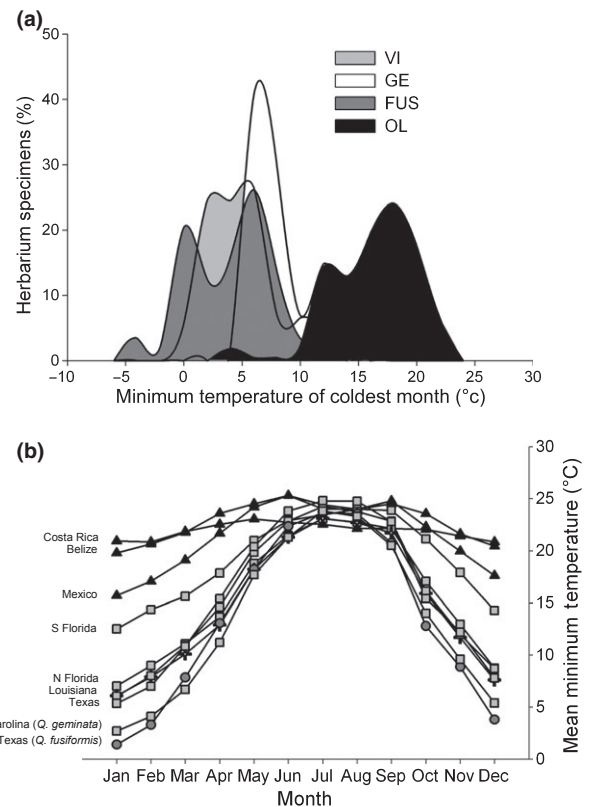 (a)
50
40
30
20
10
0
Herbarium specimens (%)
VI
GE
FUS
OL
−10 −5 0 5 10 15 20 25 30
Minimum temperature of coldest month (°c)
(b)
30
25
20
15
10
5
0
Mean minimum temperature (°C)
Costa Rica
Belize
Mexico
S Florida
N Florida
Louisiana
Texas
(Q. geminata)
Texas (Q. fusiformis)
Jan Feb Mar Apr May Jun Jul Aug Sep Oct Nov Dec
Month